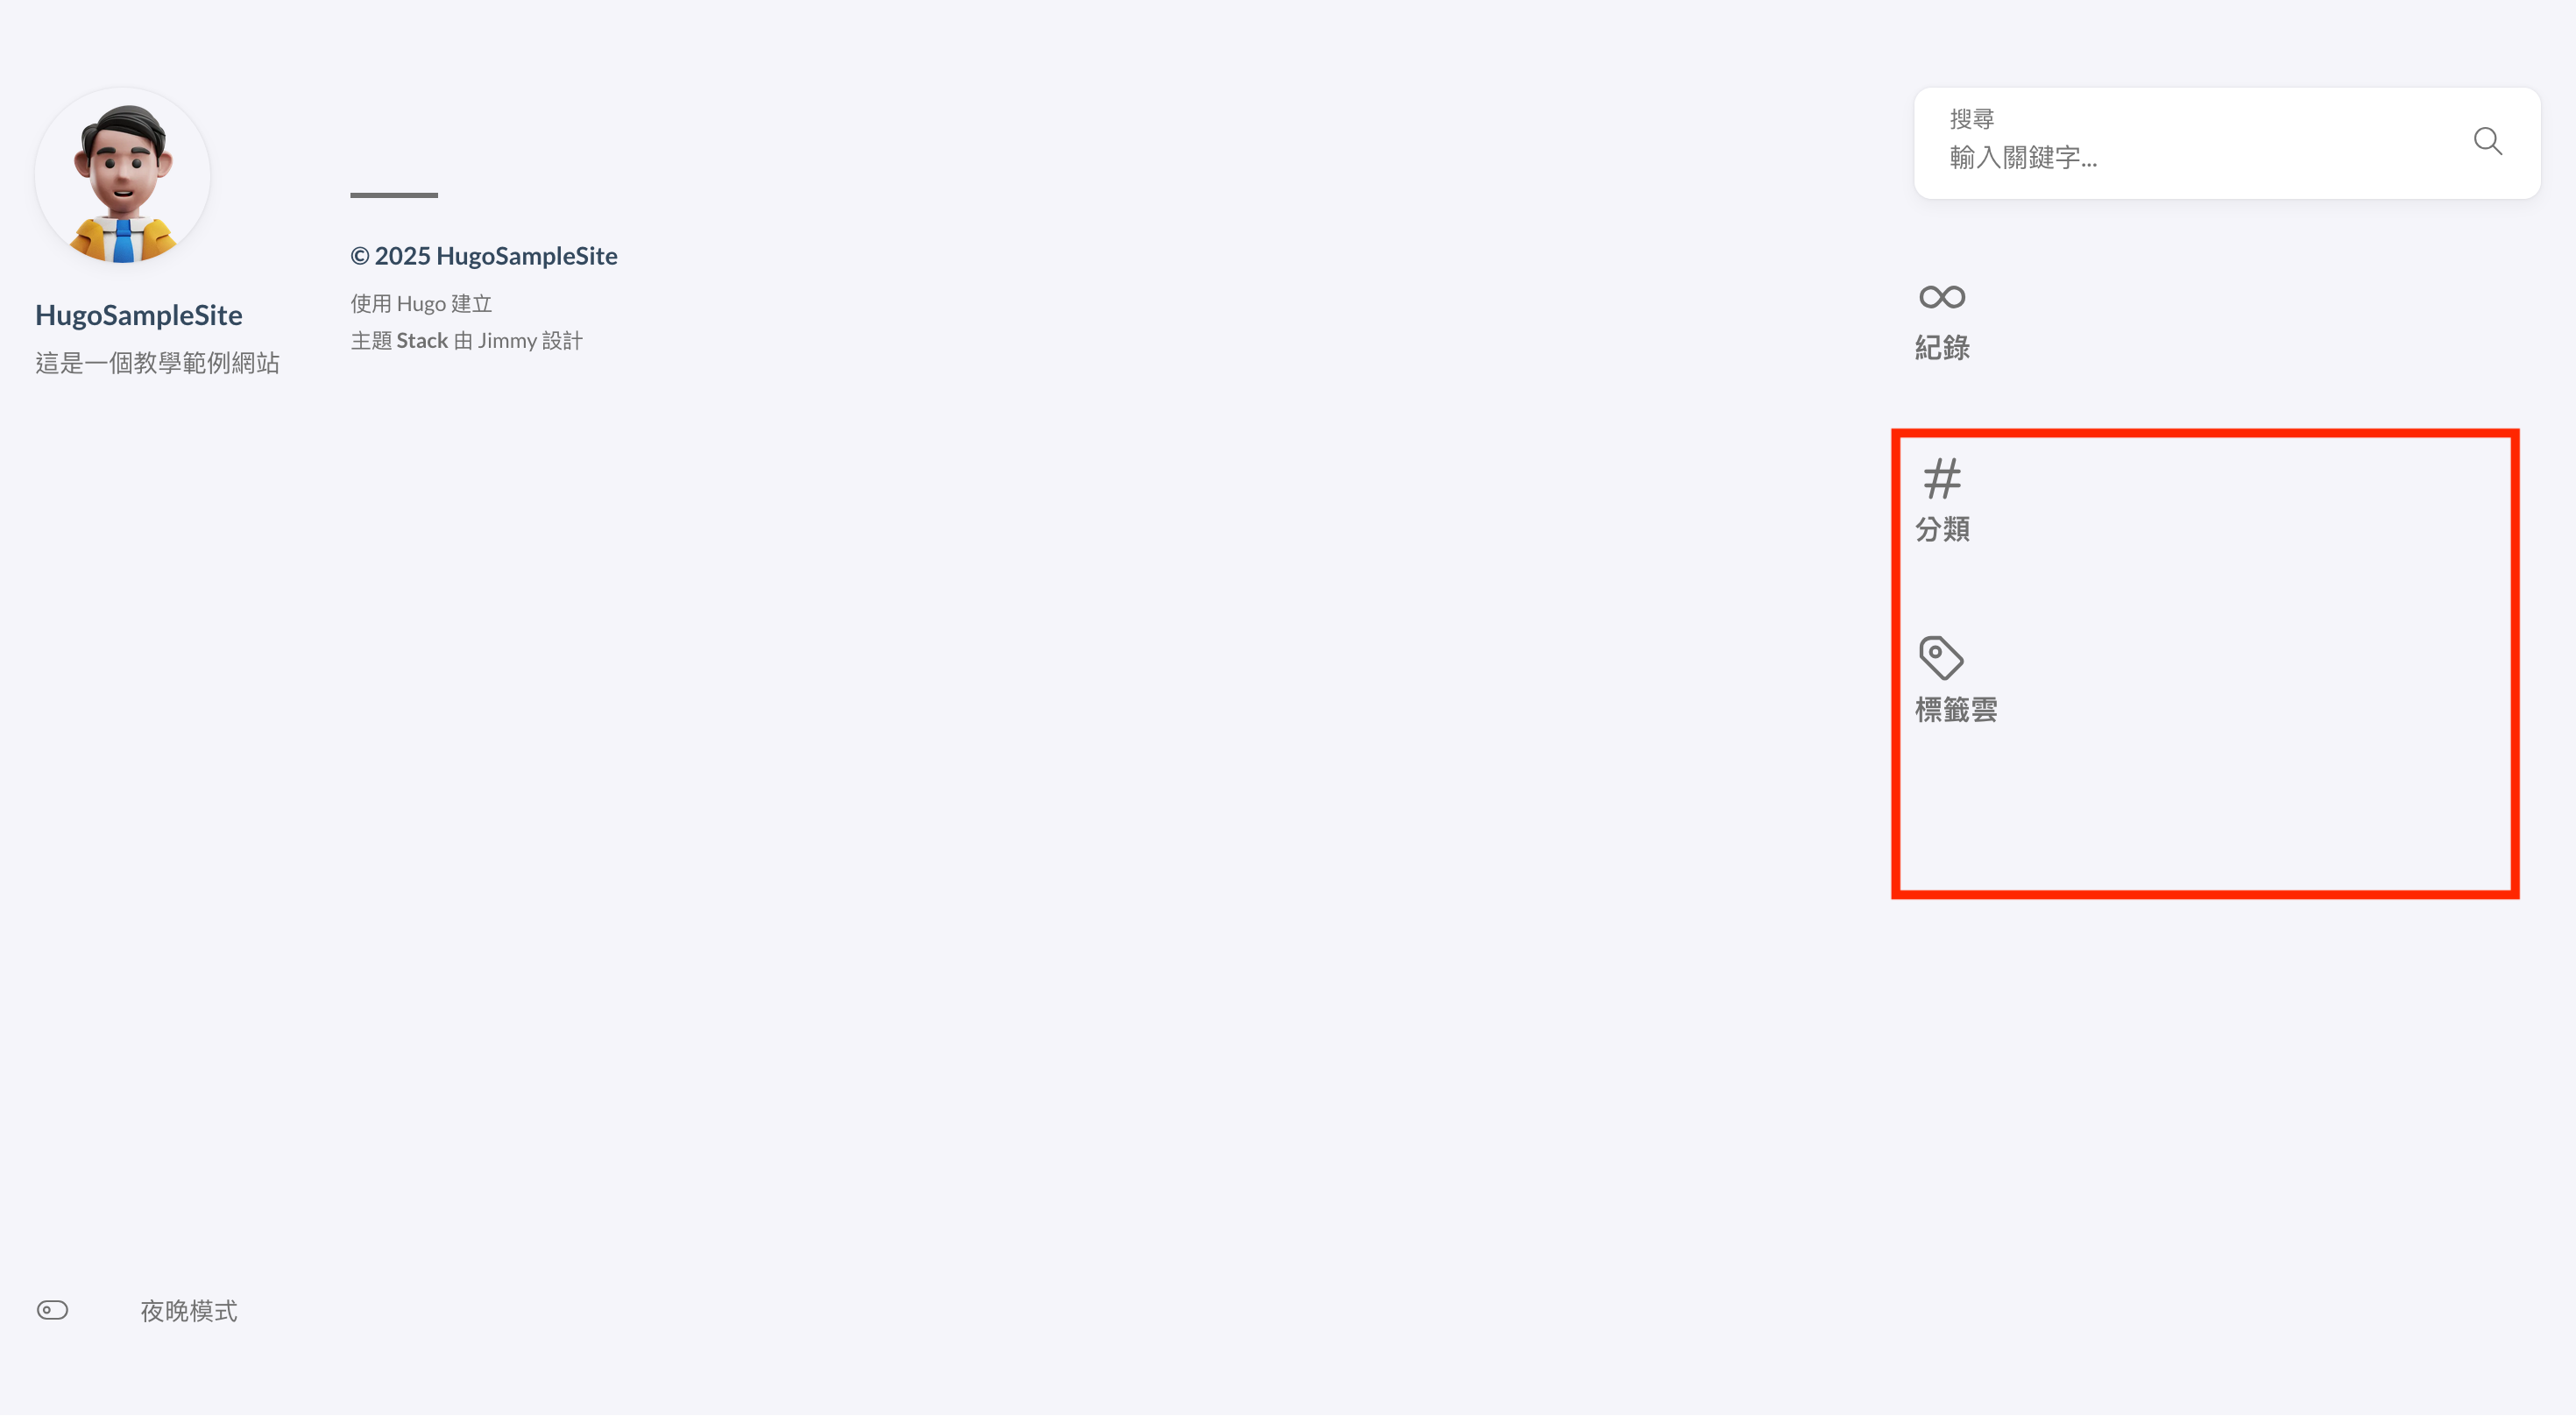 HugoSampleSite
這是一個教學範例網站
夜晚模式
© 2025 HugoSampleSite
使用 Hugo 建立
主題 Stack 由 Jimmy 設計
搜尋
輸入關鍵字...
紀錄
分類
標籤雲